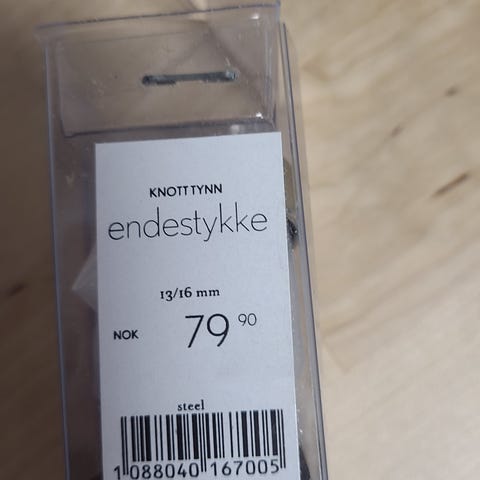 KNOTT TYNN
endestykke
13/16 mm
NOK 79 90
steel
1 088040 167005